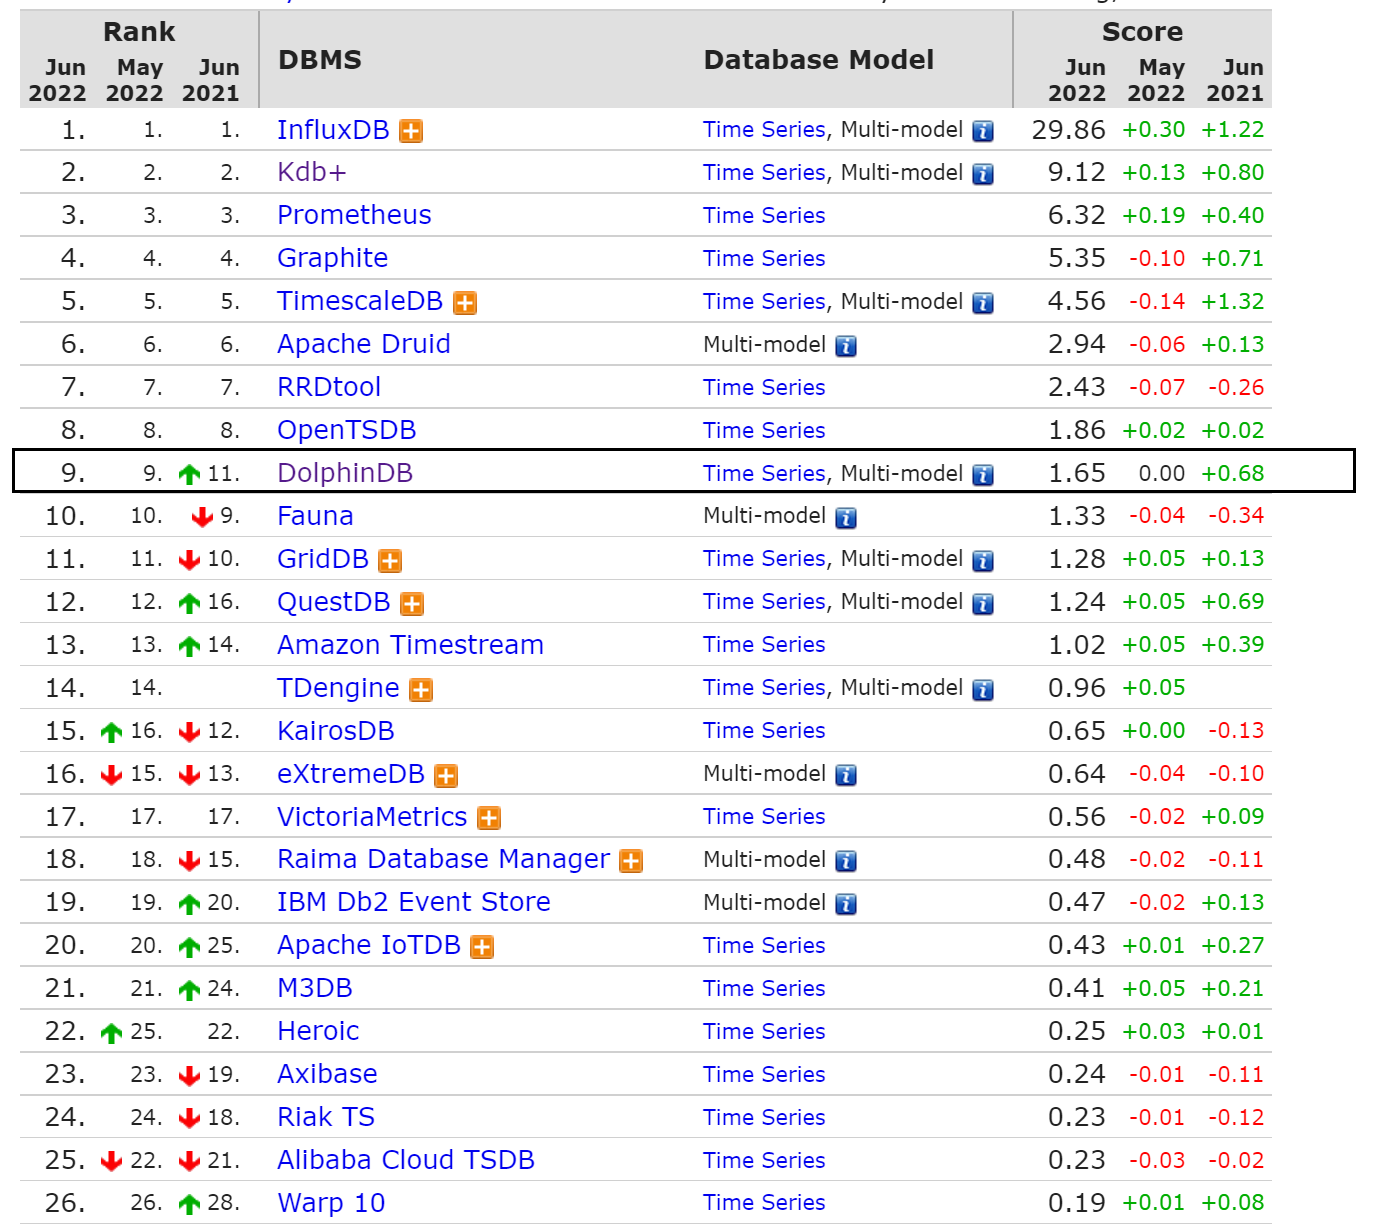 Rank DBMS Database Model Score
Jun 2022 May 2022 Jun 2021 Jun 2022 May 2022 Jun 2021
1. 1. 1. InfluxDB Time Series, Multi-model 29.86 +0.30 +1.22
2. 2. 2. Kdb+ Time Series, Multi-model 9.12 +0.13 +0.80
3. 3. 3. Prometheus Time Series 6.32 +0.19 +0.40
4. 4. 4. Graphite Time Series 5.35 -0.10 +0.71
5. 5. 5. TimescaleDB Time Series, Multi-model 4.56 -0.14 +1.32
6. 6. 6. Apache Druid Multi-model 2.94 -0.06 +0.13
7. 7. 7. RRDtool Time Series 2.43 -0.07 -0.26
8. 8. 8. OpenTSDB Time Series 1.86 +0.02 +0.02
9. 9. 11. DolphinDB Time Series, Multi-model 1.65 0.00 +0.68
10. 10. 9. Fauna Multi-model 1.33 -0.04 -0.34
11. 11. 10. GridDB Time Series, Multi-model 1.28 +0.05 +0.13
12. 12. 16. QuestDB Time Series, Multi-model 1.24 +0.05 +0.69
13. 13. 14. Amazon Timestream Time Series 1.02 +0.05 +0.39
14. 14. TDengine Time Series, Multi-model 0.96 +0.05
15. 16. 12. KairosDB Time Series 0.65 +0.00 -0.13
16. 15. 13. eXtremeDB Multi-model 0.64 -0.04 -0.10
17. 17. 17. VictoriaMetrics Time Series 0.56 -0.02 +0.09
18. 18. 15. Raima Database Manager Multi-model 0.48 -0.02 -0.11
19. 19. 20. IBM Db2 Event Store Multi-model 0.47 -0.02 +0.13
20. 20. 25. Apache IoTDB Time Series 0.43 +0.01 +0.27
21. 21. 24. M3DB Time Series 0.41 +0.05 +0.21
22. 25. 22. Heroic Time Series 0.25 +0.03 +0.01
23. 23. 19. Axibase Time Series 0.24 -0.01 -0.11
24. 24. 18. Riak TS Time Series 0.23 -0.01 -0.12
25. 22. 21. Alibaba Cloud TSDB Time Series 0.23 -0.03 -0.02
26. 26. 28. Warp 10 Time Series 0.19 +0.01 +0.08